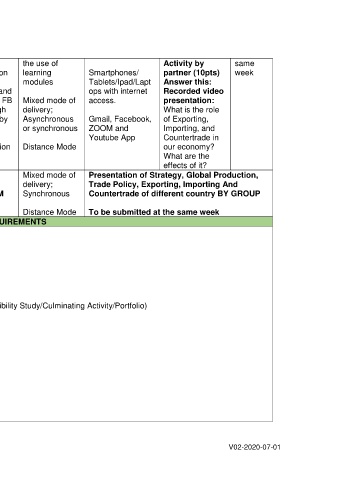 the use of
learning
modules
Mixed mode of
delivery;
Asynchronous
or synchronous
Distance Mode
Smartphones/
Tablets/Ipad/Lapt
ops with internet
access.
Gmail, Facebook,
ZOOM and
Youtube App
Activity by
partner (10pts)
Answer this:
Recorded video
presentation:
What is the role
of Exporting,
Importing, and
Countertrade in
our economy?
What are the
effects of it?
same
week
on
and
FB
gh
by
ion
M
Mixed mode of
delivery;
Synchronous
Distance Mode
Presentation of Strategy, Global Production,
Trade Policy, Exporting, Importing And
Countertrade of different country BY GROUP
To be submitted at the same week
UIREMENTS
ibility Study/Culminating Activity/Portfolio)
V02-2020-07-01